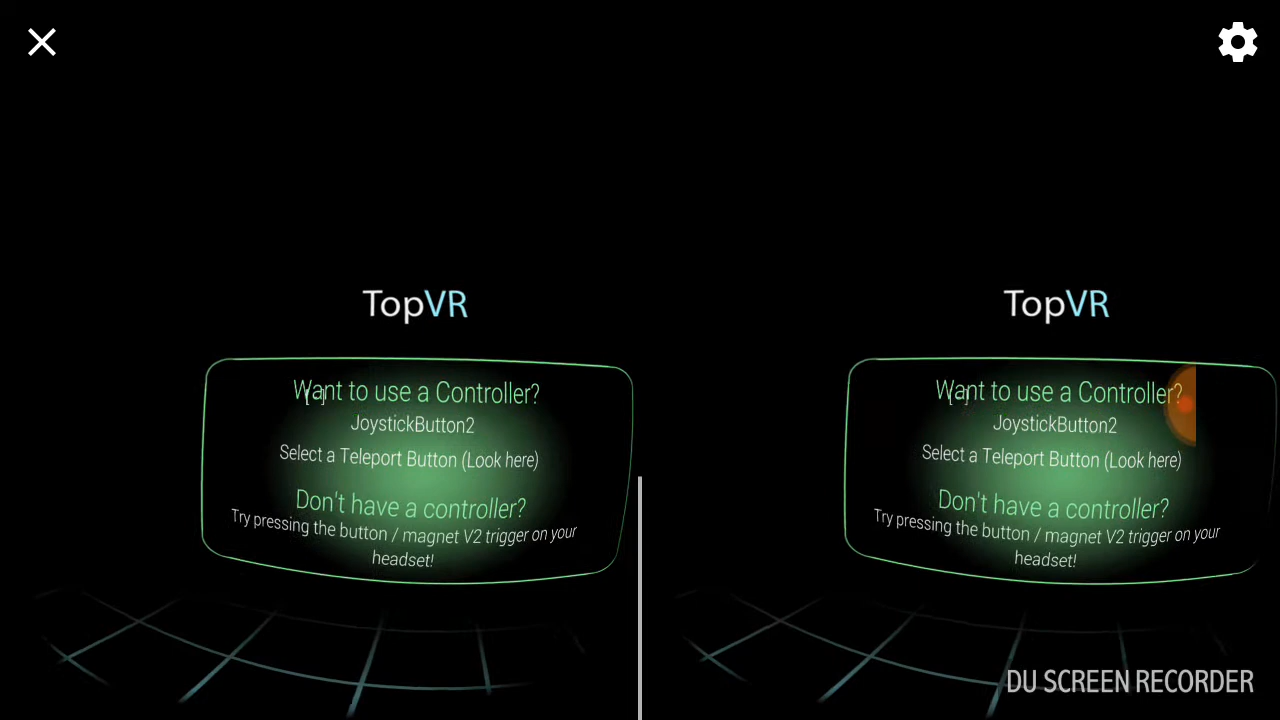 TopVR
Want to use a Controller?
JoystickButton2
Select a Teleport Button (Look here)
Don't have a controller?
Try pressing the button / magnet V2 trigger on your
headset!
TopVR
Want to use a Controller?
JoystickButton2
Select a Teleport Button (Look here)
Don't have a controller?
Try pressing the button / magnet V2 trigger on your
headset!
DU SCREEN RECORDER